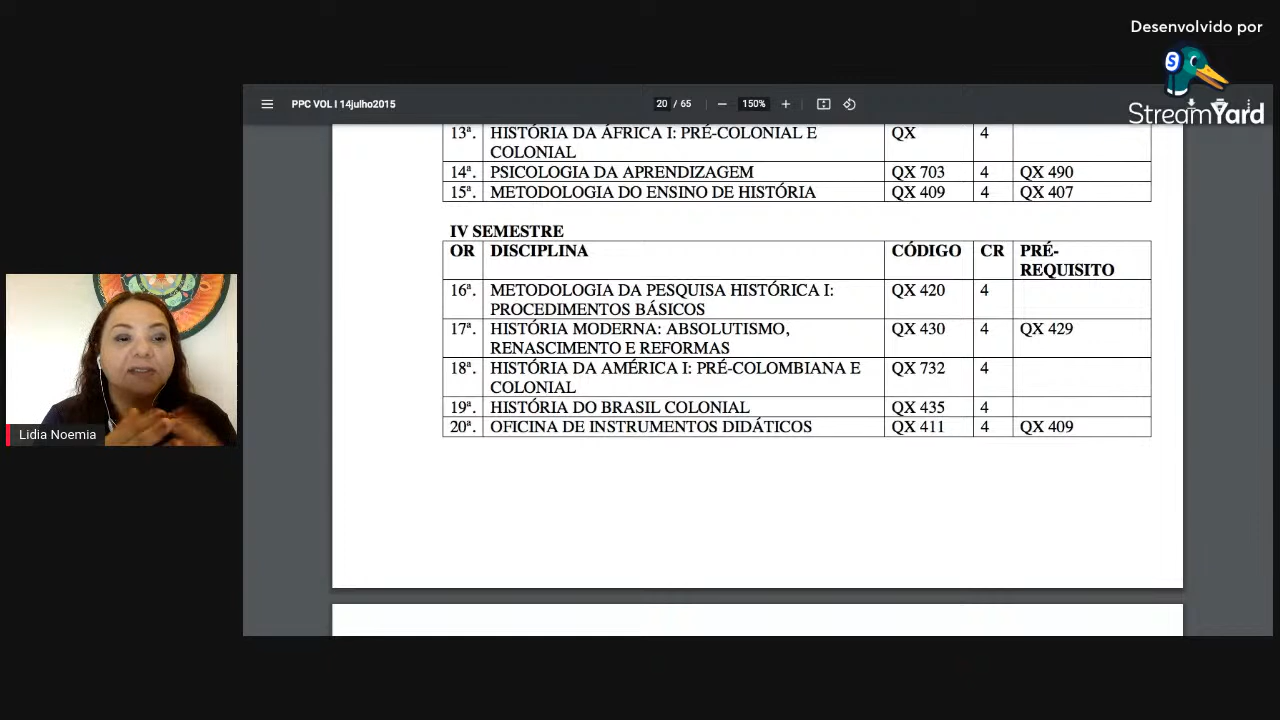 Desenvolvido por
StreamYard
PPC VOL I 14julho2015
20 / 65
150%
13ª. HISTÓRIA DA ÁFRICA I: PRÉ-COLONIAL E QX 4
COLONIAL
14ª. PSICOLOGIA DA APRENDIZAGEM QX 703 4 QX 490
15ª. METODOLOGIA DO ENSINO DE HISTÓRIA QX 409 4 QX 407
IV SEMESTRE
OR DISCIPLINA CÓDIGO CR PRÉ-
REQUISITO
16ª. METODOLOGIA DA PESQUISA HISTÓRICA I: QX 420 4
PROCEDIMENTOS BÁSICOS
17ª. HISTÓRIA MODERNA: ABSOLUTISMO, QX 430 4 QX 429
RENASCIMENTO E REFORMAS
18ª. HISTÓRIA DA AMÉRICA I: PRÉ-COLOMBIANA E QX 732 4
COLONIAL
19ª. HISTÓRIA DO BRASIL COLONIAL QX 435 4
20ª. OFICINA DE INSTRUMENTOS DIDÁTICOS QX 411 4 QX 409
Lidia Noemia